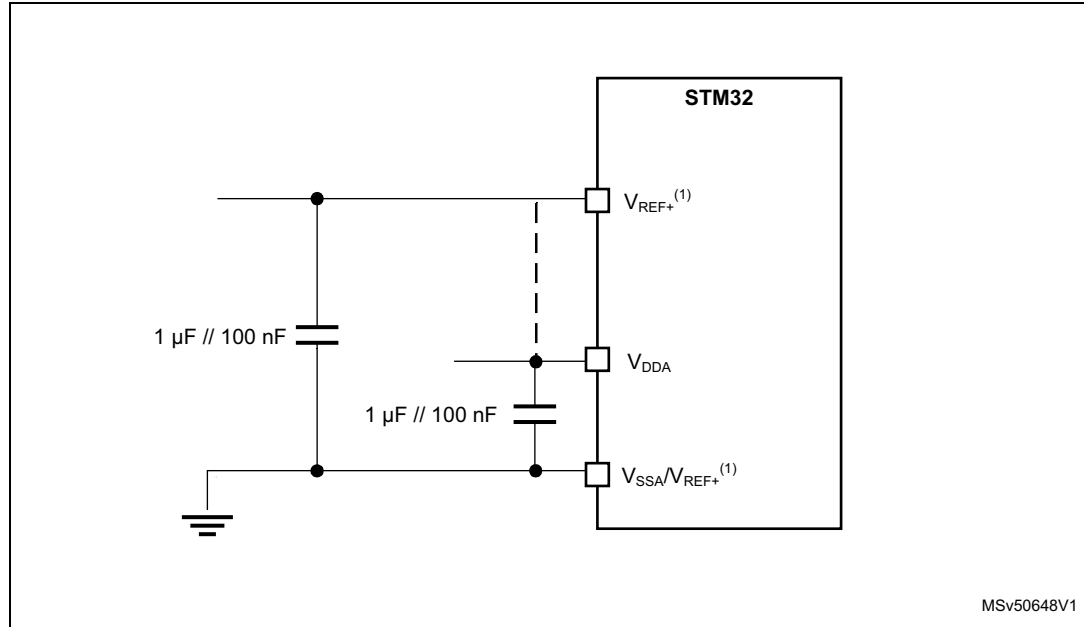 STM32
V_REF+^(1)
1 µF // 100 nF
V_DDA
1 µF // 100 nF
V_SSA/V_REF+^(1)
MSv50648V1